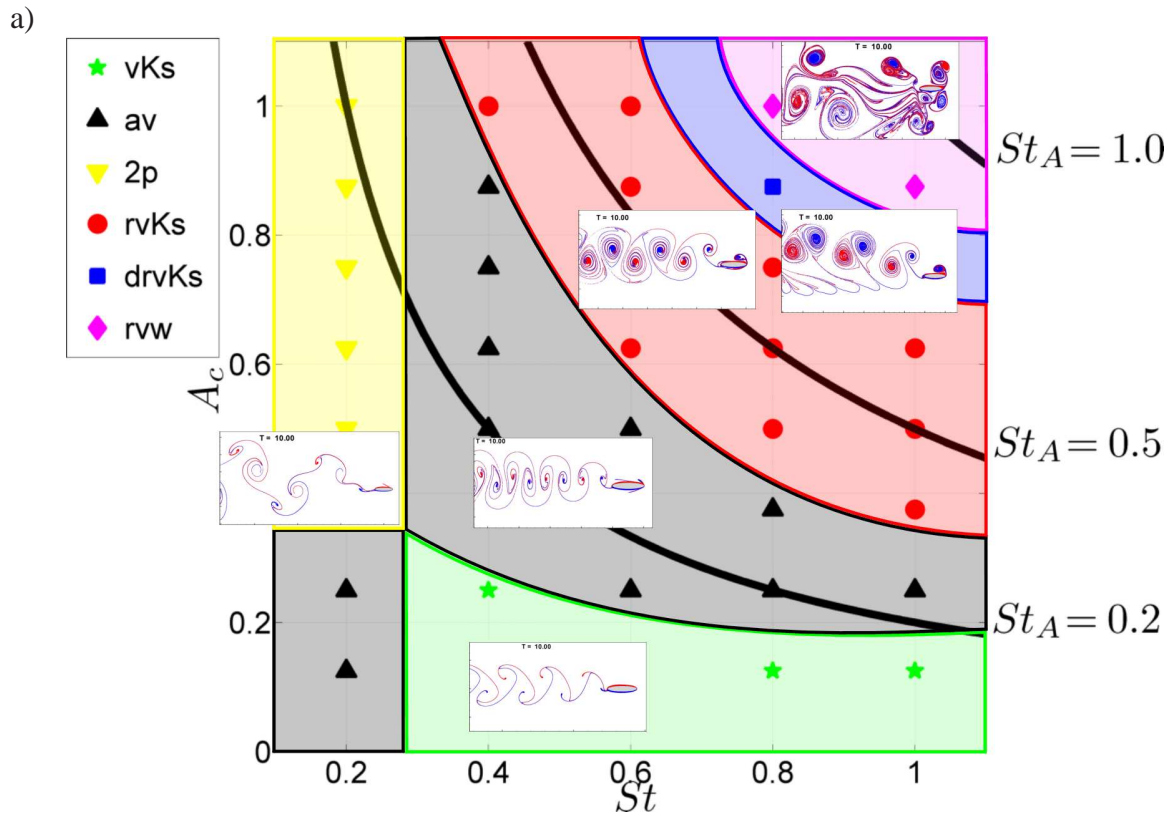 a)
vKs
av
2p
rvKs
drvKs
rvw
T = 10.00
T = 10.00
T = 10.00
T = 10.00
T = 10.00
T = 10.00
St_A = 1.0
St_A = 0.5
St_A = 0.2
A_c
1
0.8
0.6
0.2
0
0.2
0.4
0.6
0.8
1
St